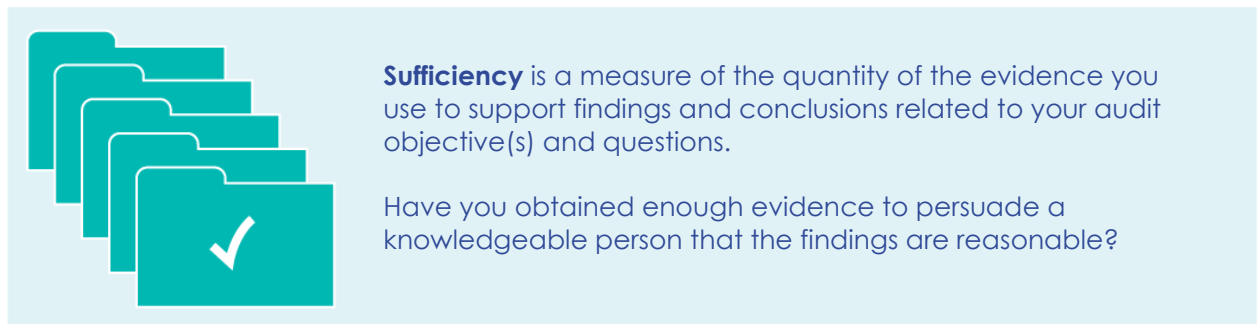 Sufficiency is a measure of the quantity of the evidence you
use to support findings and conclusions related to your audit
objective(s) and questions.
Have you obtained enough evidence to persuade a
knowledgeable person that the findings are reasonable?